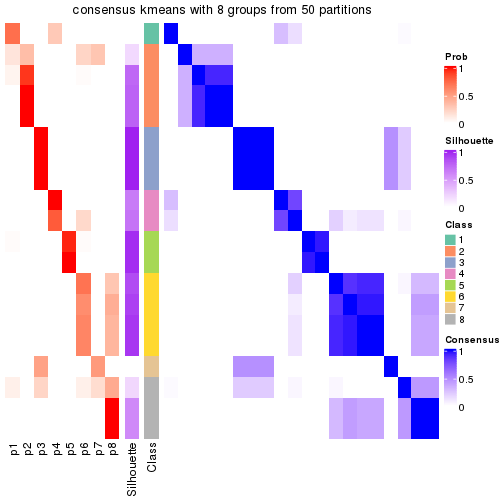 consensus kmeans with 8 groups from 50 partitions
Prob
1
0.5
0
Silhouette
1
0.5
0
Class
1
2
3
4
5
6
7
8
Consensus
1
0.5
0
p1
p2
p3
p4
p5
p6
p7
p8
Silhouette
Class